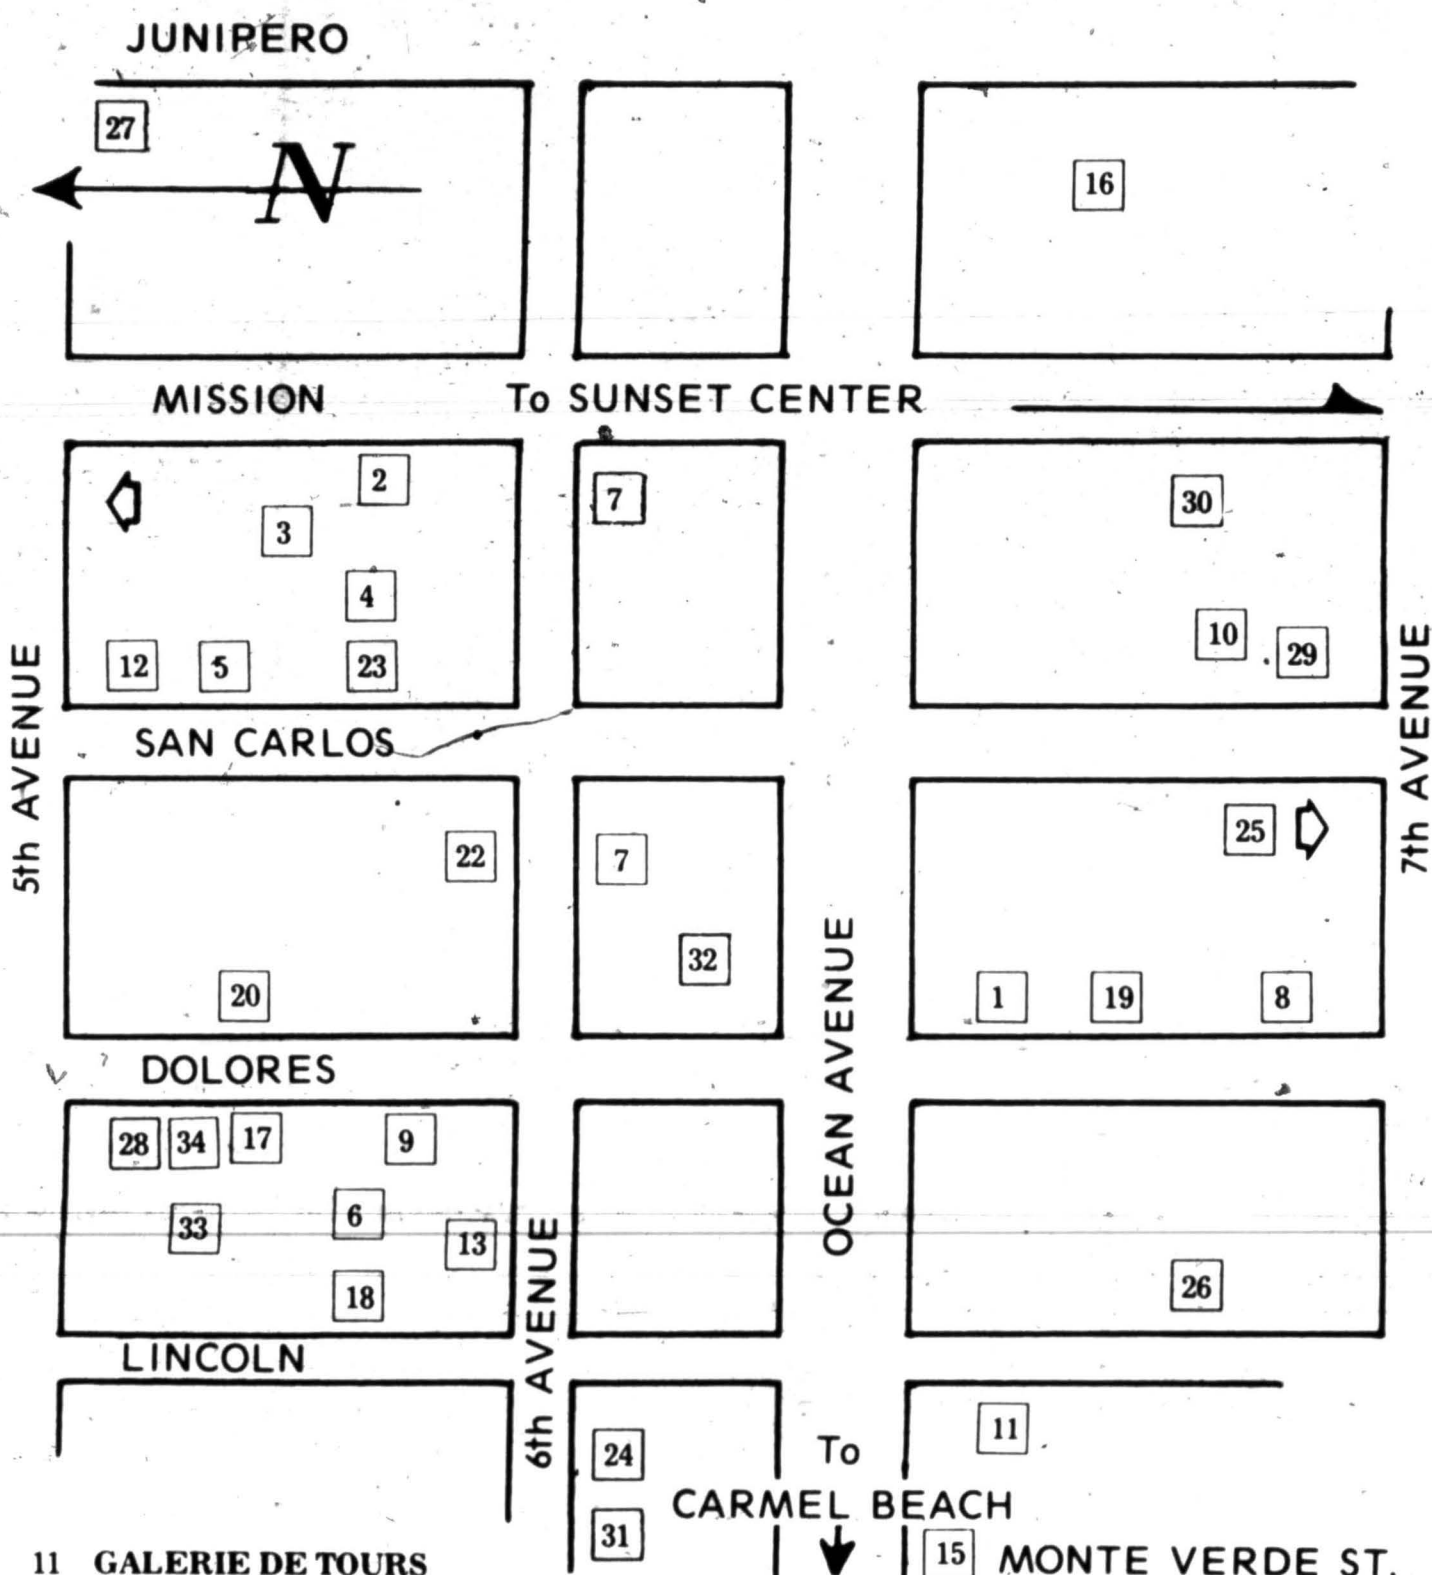 JUNIPERO
27
N
16
MISSION To SUNSET CENTER
2
7
30
3
4
10
12 5 23
29
5th AVENUE
7th AVENUE
SAN CARLOS
25
22 7
32
20
1 19 8
OCEAN AVENUE
DOLORES
28 34 17 9
33 6 13
18
26
6th AVENUE
LINCOLN
11
24
To
CARMEL BEACH
31
15 MONTE VERDE ST.
11 GALERIE DE TOURS